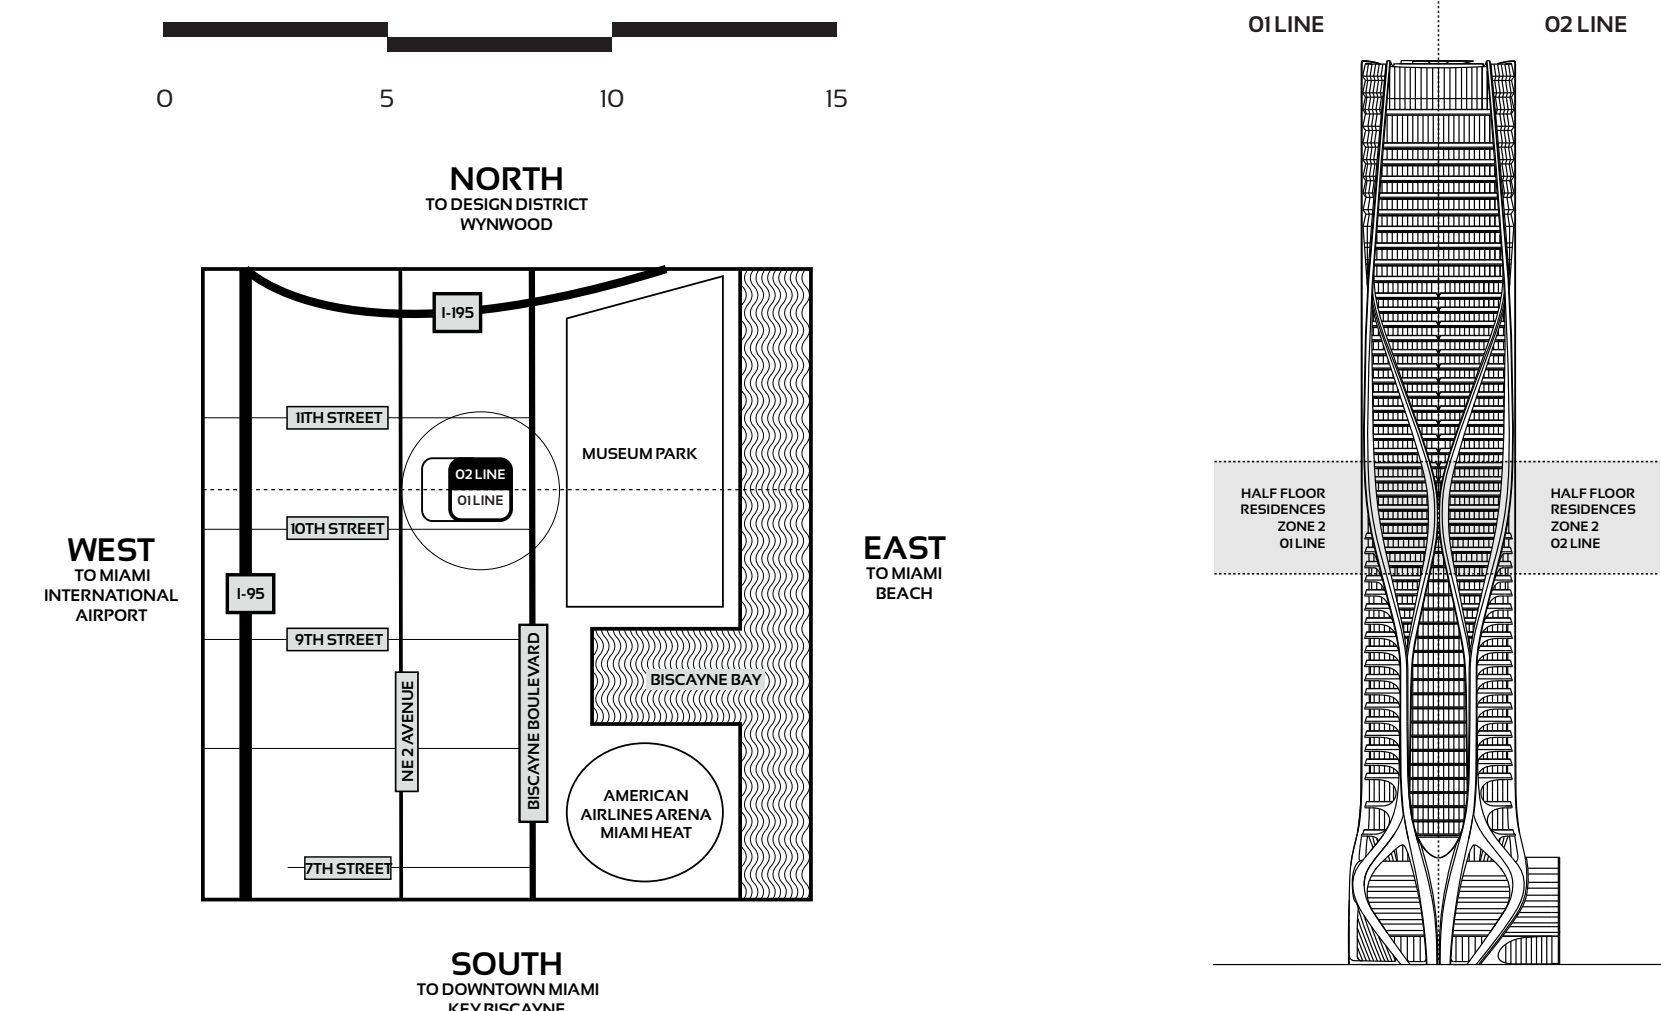 01 LINE
02 LINE
0 5 10 15
NORTH
TO DESIGN DISTRICT
WYNWOOD
I-195
11TH STREET
MUSEUM PARK
02 LINE
01 LINE
10TH STREET
HALF FLOOR
RESIDENCES
ZONE 2
01 LINE
HALF FLOOR
RESIDENCES
ZONE 2
02 LINE
WEST
TO MIAMI
INTERNATIONAL
AIRPORT
EAST
TO MIAMI
BEACH
I-95
9TH STREET
BISCAYNE BOULEVARD
BISCAYNE BAY
NE 2 AVENUE
AMERICAN
AIRLINES ARENA
MIAMI HEAT
7TH STREET
SOUTH
TO DOWNTOWN MIAMI
KEY BISCAYNE